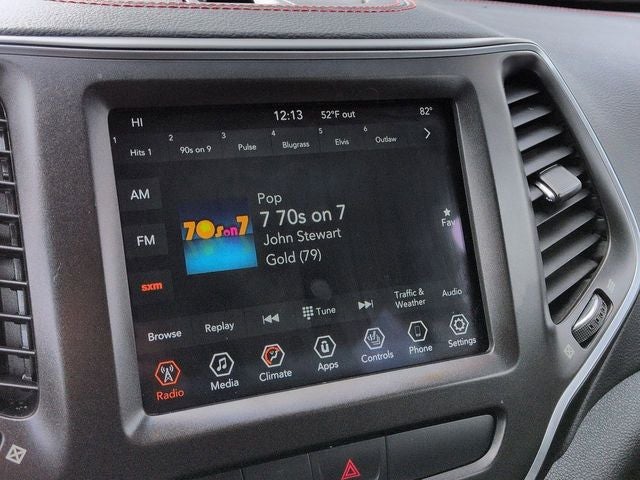 HI 12:13 52°F out 82°
1 Hits 1 2 90s on 9 3 Pulse 4 Blugrass 5 Elvis 6 Outlaw
AM
FM
sxm
70s on 7
Pop
7 70s on 7
John Stewart
Gold (79)
Fav
Browse Replay Tune Traffic & Weather Audio
Radio Media Climate Apps Controls Phone Settings